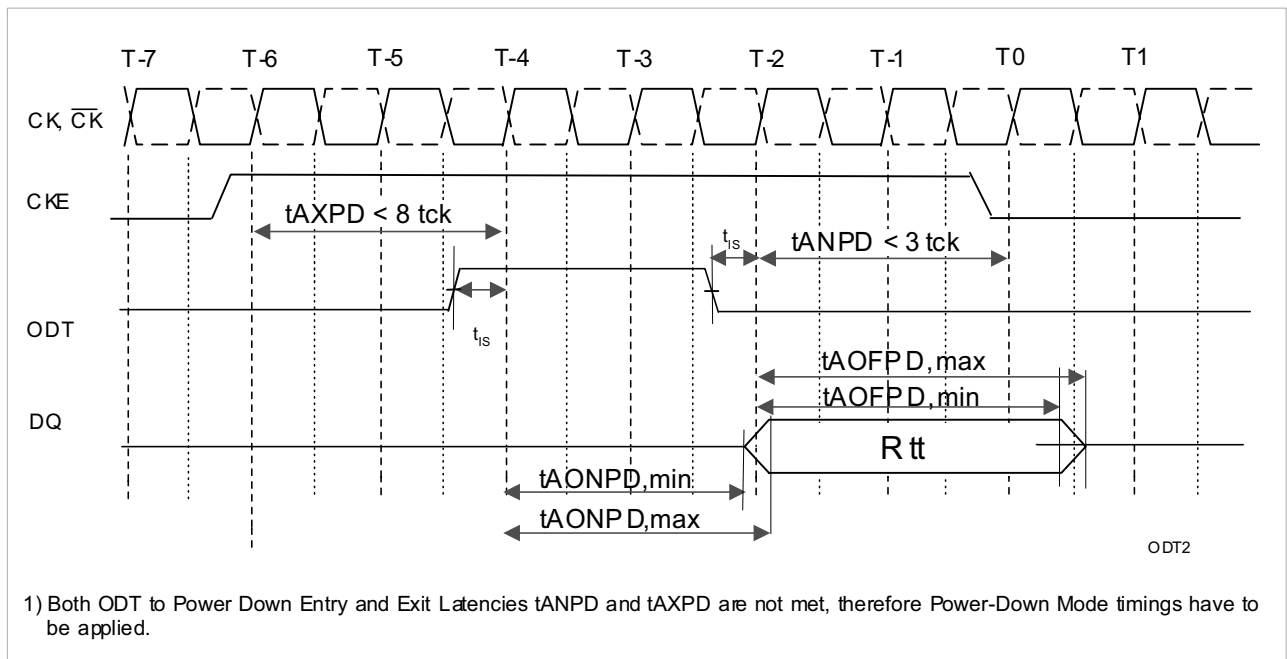 T-7 T-6 T-5 T-4 T-3 T-2 T-1 T0 T1
CK, C̅K̅
CKE
tAXPD < 8 tck
tIS
tANPD < 3 tck
ODT
tIS
tAOFPD,max
tAOFPD,min
DQ
Rtt
tAONPD,min
tAONPD,max
ODT2
1) Both ODT to Power Down Entry and Exit Latencies tANPD and tAXPD are not met, therefore Power-Down Mode timings have to
be applied.